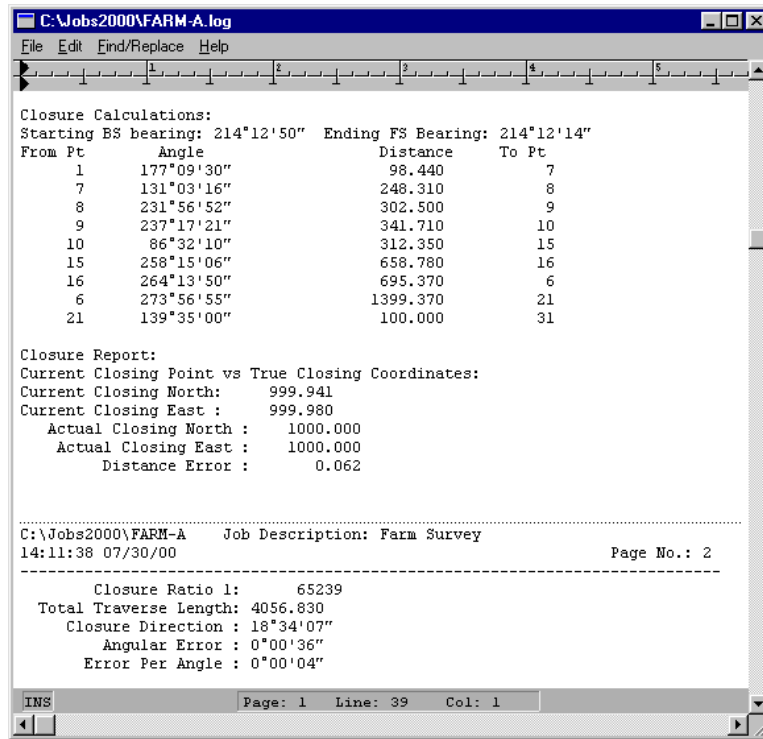 C:\Jobs2000\FARM-A.log
File Edit Find/Replace Help
1 2 3 4 5
Closure Calculations:
Starting BS bearing: 214°12'50" Ending FS Bearing: 214°12'14"
From Pt Angle Distance To Pt
1 177°09'30" 98.440 7
7 131°03'16" 248.310 8
8 231°56'52" 302.500 9
9 237°17'21" 341.710 10
10 86°32'10" 312.350 15
15 258°15'06" 658.780 16
16 264°13'50" 695.370 6
6 273°56'55" 1399.370 21
21 139°35'00" 100.000 31
Closure Report:
Current Closing Point vs True Closing Coordinates:
Current Closing North: 999.941
Current Closing East : 999.980
Actual Closing North : 1000.000
Actual Closing East : 1000.000
Distance Error : 0.062
C:\Jobs2000\FARM-A Job Description: Farm Survey
14:11:38 07/30/00 Page No.: 2
Closure Ratio 1: 65239
Total Traverse Length: 4056.830
Closure Direction : 18°34'07"
Angular Error : 0°00'36"
Error Per Angle : 0°00'04"
INS Page: 1 Line: 39 Col: 1